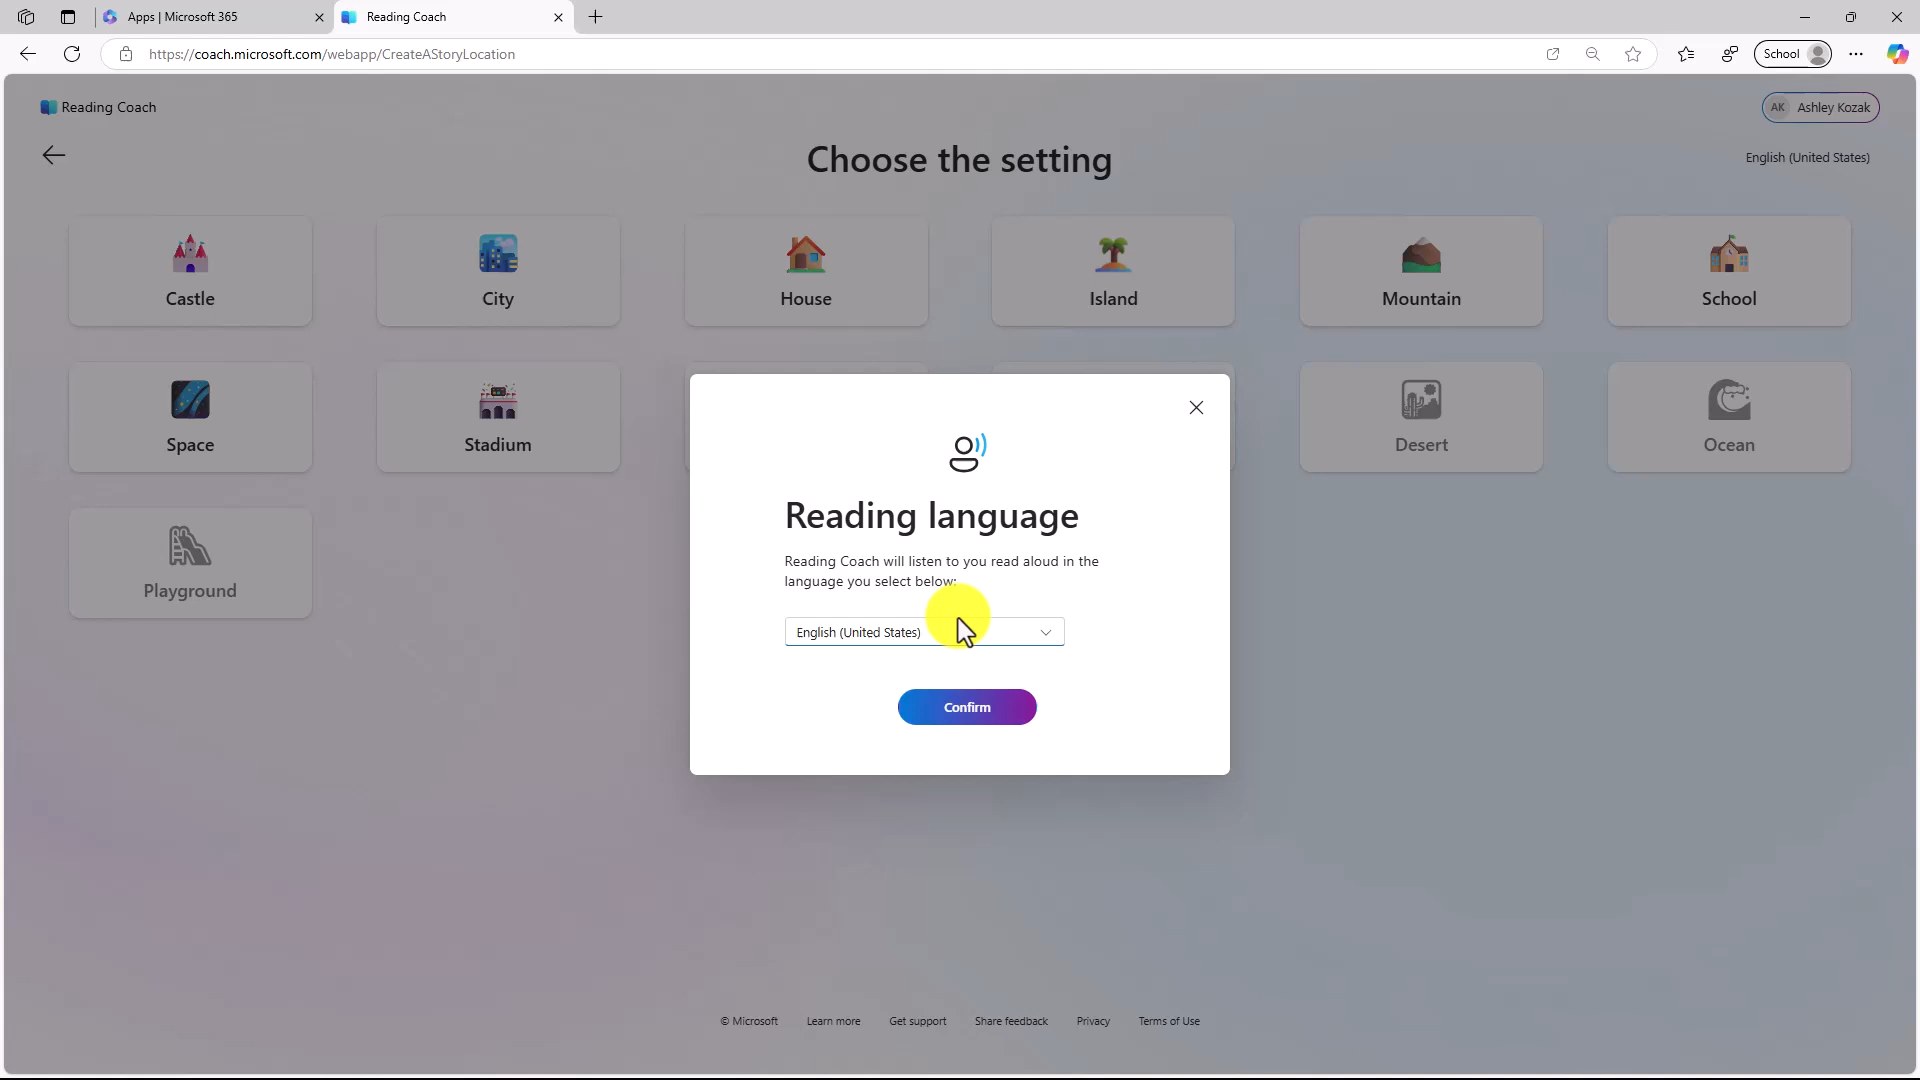 Apps | Microsoft 365
Reading Coach
https://coach.microsoft.com/webapp/CreateAStoryLocation
School
Reading Coach
AK Ashley Kozak
Choose the setting
English (United States)
Castle
City
House
Island
Mountain
School
Space
Stadium
Desert
Ocean
Playground
Reading language
Reading Coach will listen to you read aloud in the
language you select below:
English (United States)
Confirm
© Microsoft
Learn more
Get support
Share feedback
Privacy
Terms of Use